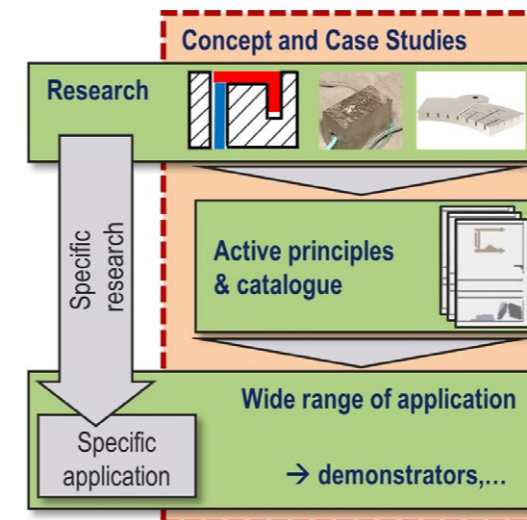 Concept and Case Studies
Research
Specific
research
Active principles
& catalogue
Wide range of application
Specific
application
→ demonstrators,...